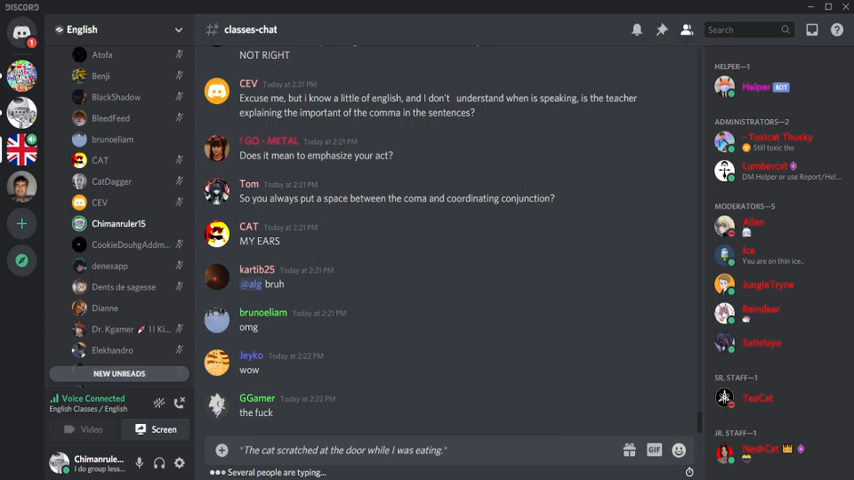 DISCORD
English
classes-chat
Search
1
Atofa
Benji
BlackShadow
BleedFeed
brunoeliam
CAT
CatDagger
CEV
Chimanruler15
CookieDouhgAddm...
denexapp
Dents de sagesse
Dianne
Dr. Kgamer l l Ki...
Elekhandro
NEW UNREADS
Voice Connected
English Classes / English
Video
Screen
Chimanrule...
I do group less...
NOT RIGHT
CEV Today at 2:21 PM
Excuse me, but i know a little of english, and I don't understand when is speaking, is the teacher
explaining the important of the comma in the sentences?
! GO - METAL Today at 2:21 PM
Does it mean to emphasize your act?
Tom Today at 2:21 PM
So you always put a space between the coma and coordinating conjunction?
CAT Today at 2:21 PM
MY EARS
kartib25 Today at 2:21 PM
@alg bruh
brunoeliam Today at 2:21 PM
omg
Jeyko Today at 2:22 PM
wow
GGamer Today at 2:22 PM
the fuck
"The cat scratched at the door while I was eating."
GIF
Several people are typing...
HELPER—1
Helper BOT
ADMINISTRATORS—2
Toxicat Thusky
Still toxic tho
Lumbercat
DM Helper or use Report/Hel...
MODERATORS—5
Allen
Ice
You are on thin ice..
JungleTryne
Reindeer
Satisfaya
SR. STAFF—1
TeaCat
JR. STAFF—1
NeshCat